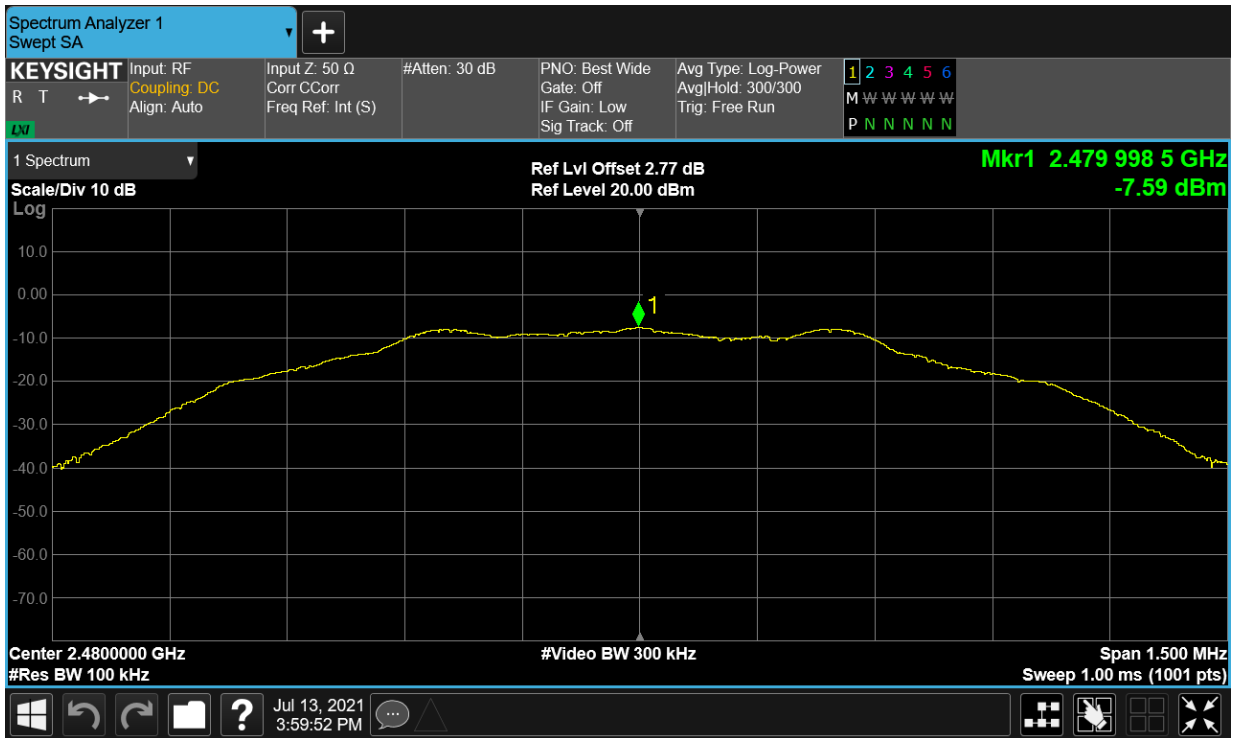 Spectrum Analyzer 1
Swept SA
▼
+
KEYSIGHT
R T
LXI
Input: RF
Coupling: DC
Align: Auto
Input Z: 50 Ω
Corr CCorr
Freq Ref: Int (S)
#Atten: 30 dB
PNO: Best Wide
Gate: Off
IF Gain: Low
Sig Track: Off
Avg Type: Log-Power
Avg|Hold: 300/300
Trig: Free Run
1 2 3 4 5 6
M W W W W W
P N N N N N
1 Spectrum ▼
Scale/Div 10 dB
Log
Ref Lvl Offset 2.77 dB
Ref Level 20.00 dBm
Mkr1 2.479 998 5 GHz
-7.59 dBm
10.0
0.00
1
-10.0
-20.0
-30.0
-40.0
-50.0
-60.0
-70.0
Center 2.4800000 GHz
#Res BW 100 kHz
#Video BW 300 kHz
Span 1.500 MHz
Sweep 1.00 ms (1001 pts)
?
Jul 13, 2021
3:59:52 PM